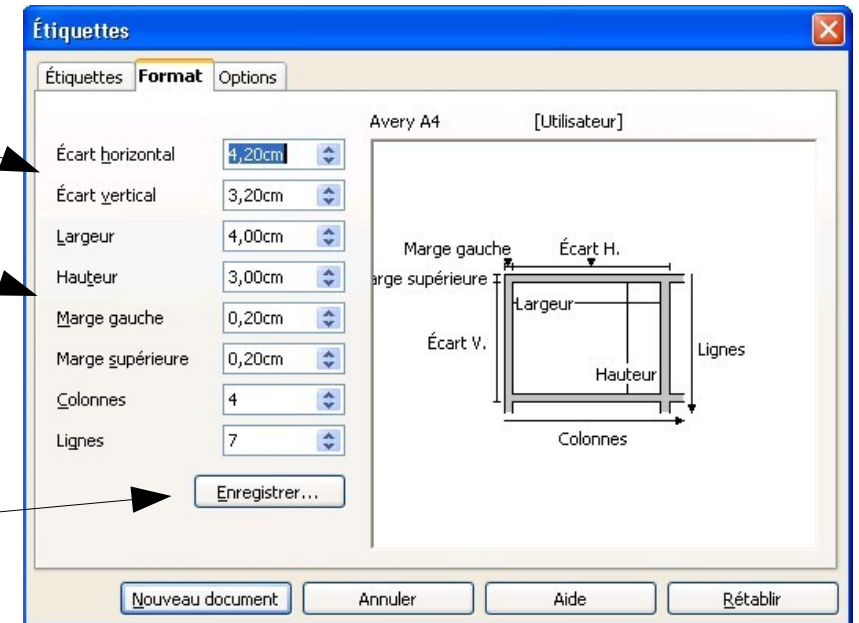 Étiquettes
Étiquettes Format Options
Avery A4 [Utilisateur]
Écart horizontal 4,20cm
Écart vertical 3,20cm
Largeur 4,00cm
Hauteur 3,00cm
Marge gauche 0,20cm
Marge supérieure 0,20cm
Colonnes 4
Lignes 7
Enregistrer...
Marge gauche Écart H.
arge supérieure
Largeur
Écart V.
Lignes
Hauteur
Colonnes
Nouveau document Annuler Aide Rétablir